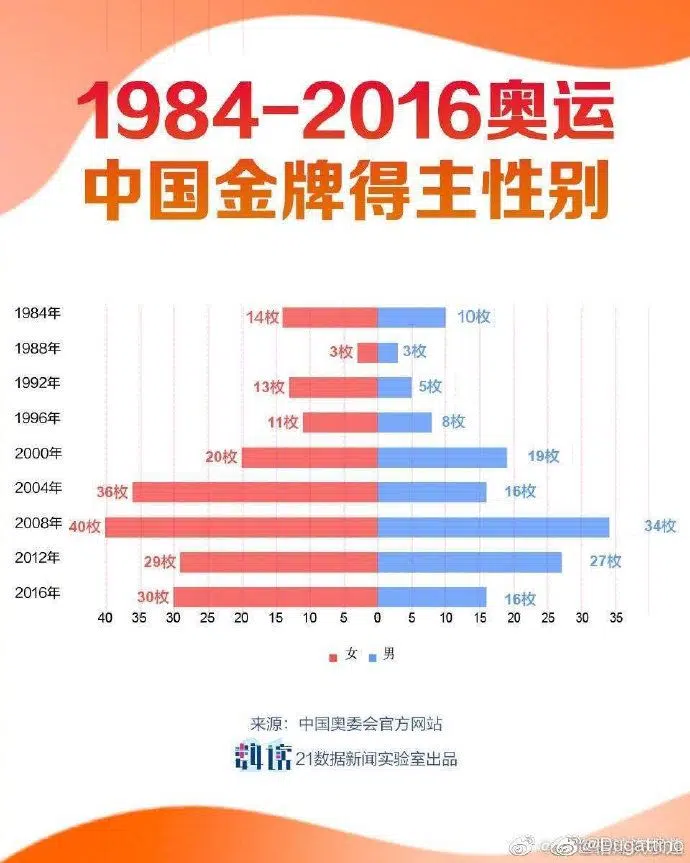 1984-2016奥运
中国金牌得主性别
1984年 14枚 10枚
1988年 3枚 3枚
1992年 13枚 5枚
1996年 11枚 8枚
2000年 20枚 19枚
2004年 36枚 16枚
2008年 40枚 34枚
2012年 29枚 27枚
2016年 30枚 16枚
40 35 30 25 20 15 10 5 0 5 10 15 20 25 30 35
女 男
来源：中国奥委会官方网站
21数据新闻实验室出品
@Dugattino